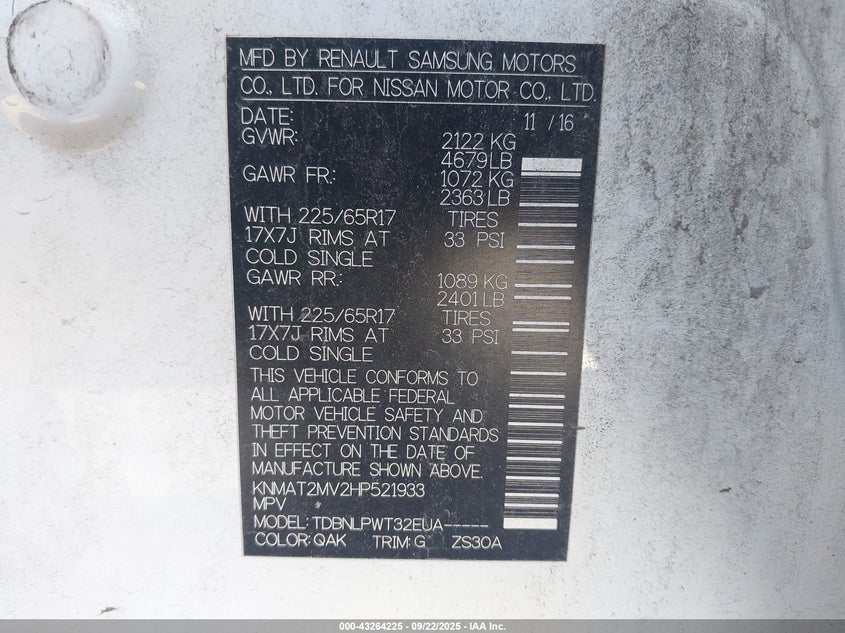 MFD BY RENAULT SAMSUNG MOTORS
CO., LTD. FOR NISSAN MOTOR CO., LTD.
DATE: 11 / 16
GVWR: 2122 KG
4679 LB
GAWR FR.: 1072 KG
2363 LB
WITH 225/65R17 TIRES
17X7J RIMS AT 33 PSI
COLD SINGLE
GAWR RR.: 1089 KG
2401 LB
WITH 225/65R17 TIRES
17X7J RIMS AT 33 PSI
COLD SINGLE
THIS VEHICLE CONFORMS TO
ALL APPLICABLE FEDERAL
MOTOR VEHICLE SAFETY AND
THEFT PREVENTION STANDARDS
IN EFFECT ON THE DATE OF
MANUFACTURE SHOWN ABOVE.
KNMAT2MV2HP521933
MPV
MODEL: TDBNLPWT32EUA-----
COLOR: QAK TRIM: G ZS30A
000-43264225 - 09/22/2025 - IAA Inc.